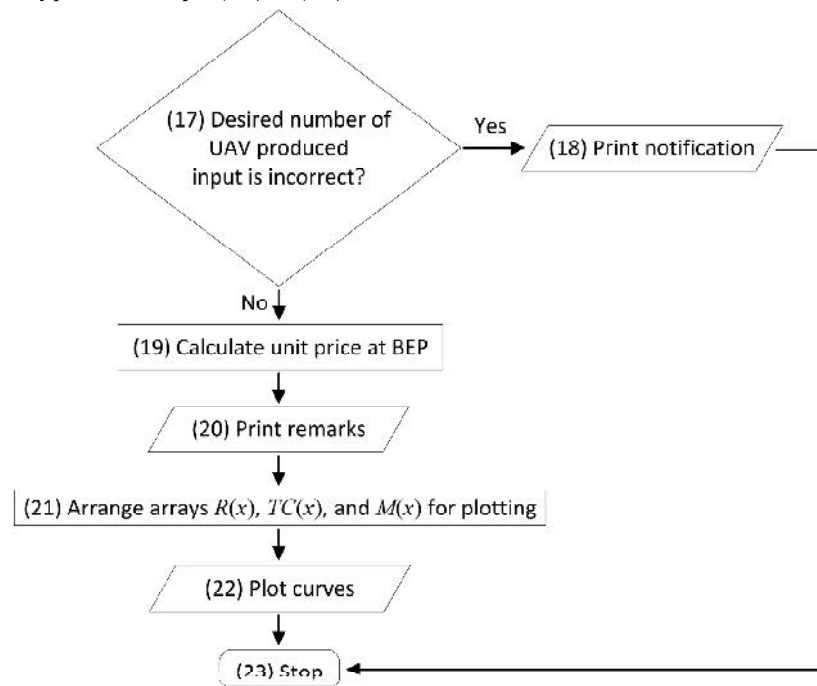 (17) Desired number of
UAV produced
input is incorrect?
Yes
(18) Print notification
No
(19) Calculate unit price at BEP
(20) Print remarks
(21) Arrange arrays R(x), TC(x), and M(x) for plotting
(22) Plot curves
(23) Stop